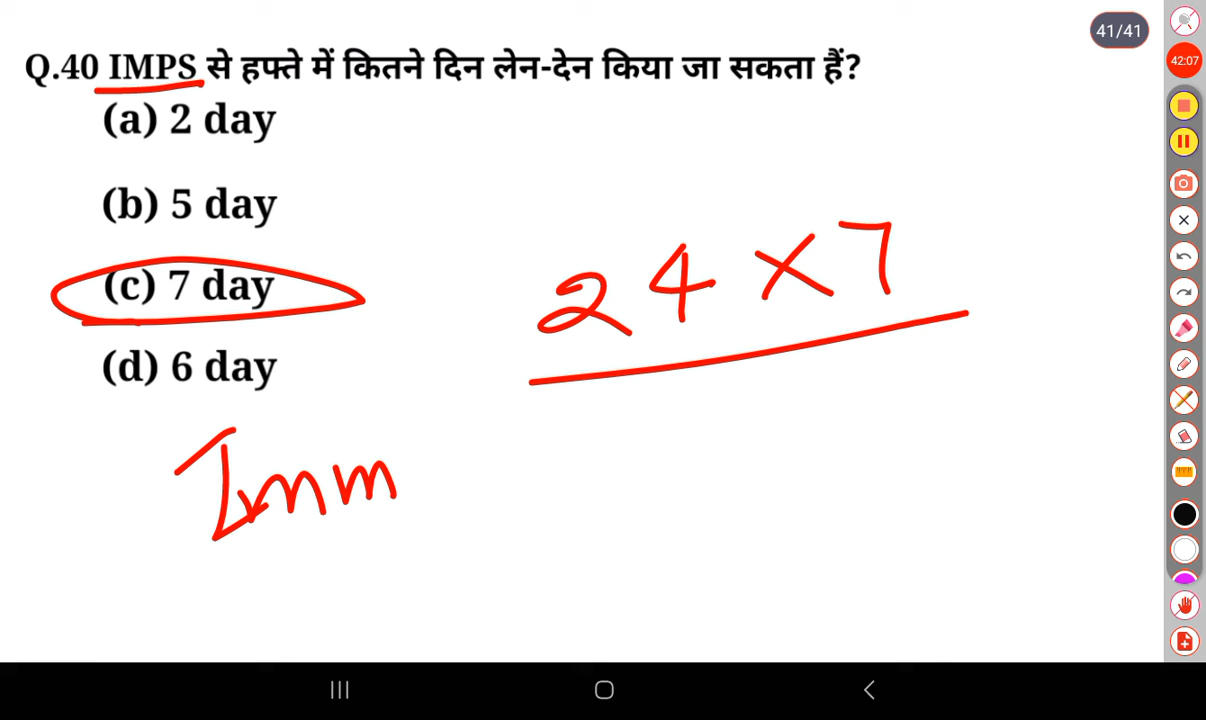 41/41
Q.40 IMPS से हफ्ते में कितने दिन लेन-देन किया जा सकता हैं?
42:07
(a) 2 day
(b) 5 day
(c) 7 day
24 × 7
(d) 6 day
Imm